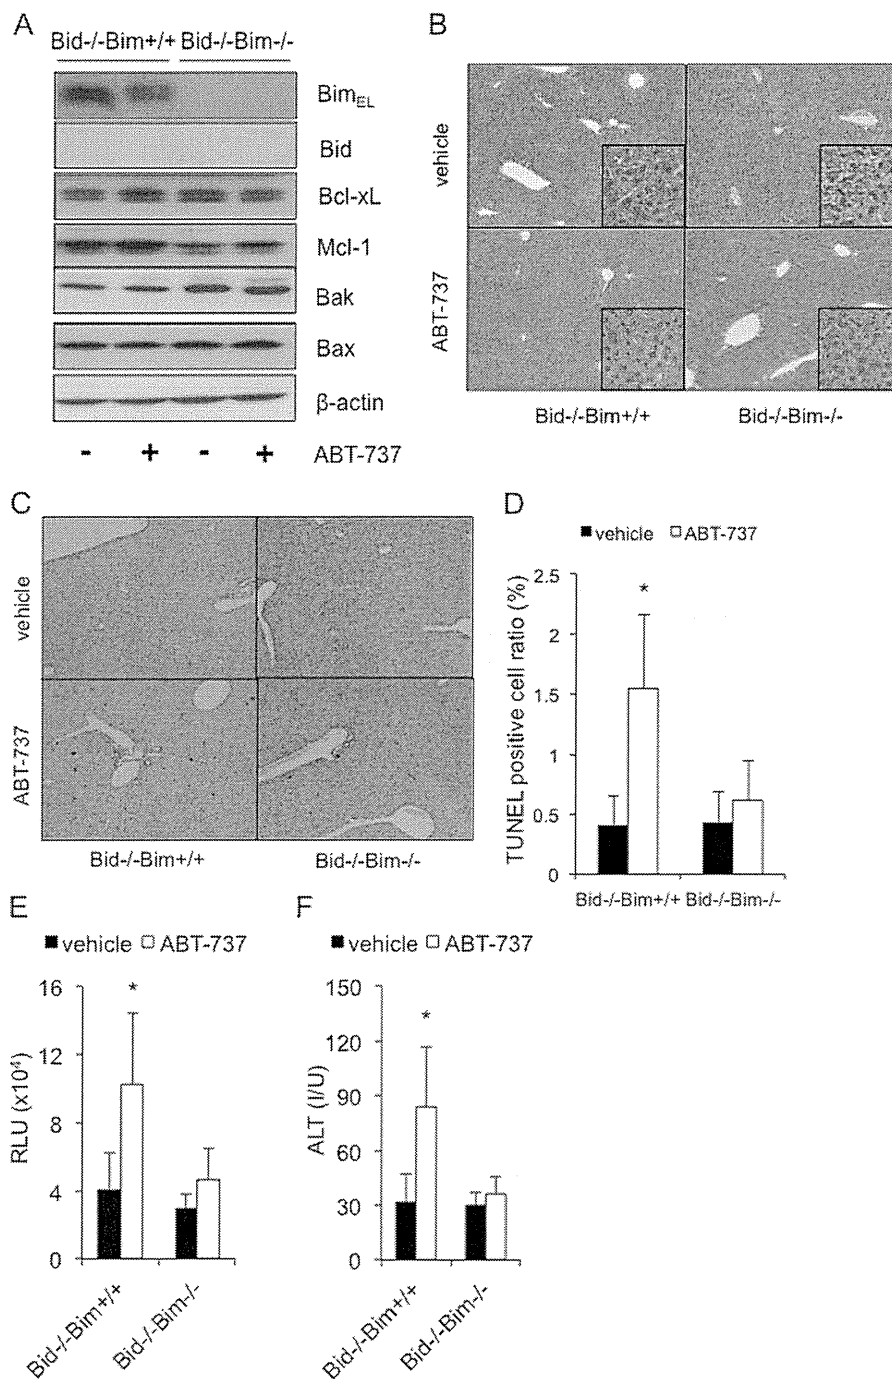 A
Bid-/-Bim+/+ Bid-/-Bim-/-
BimEL
Bid
Bcl-xL
Mcl-1
Bak
Bax
β-actin
- + - + ABT-737
B
vehicle
ABT-737
Bid-/-Bim+/+ Bid-/-Bim-/-
C
vehicle
ABT-737
Bid-/-Bim+/+ Bid-/-Bim-/-
D
■vehicle □ABT-737
TUNEL positive cell ratio (%)
2.5
*
2
1.5
1
0.5
0
Bid-/-Bim+/+ Bid-/-Bim-/-
E
■vehicle □ABT-737
RLU (x10⁴)
16
*
12
8
4
0
Bid-/-Bim+/+
Bid-/-Bim-/-
F
■vehicle □ABT-737
ALT (I/U)
150
*
120
90
60
30
0
Bid-/-Bim+/+
Bid-/-Bim-/-